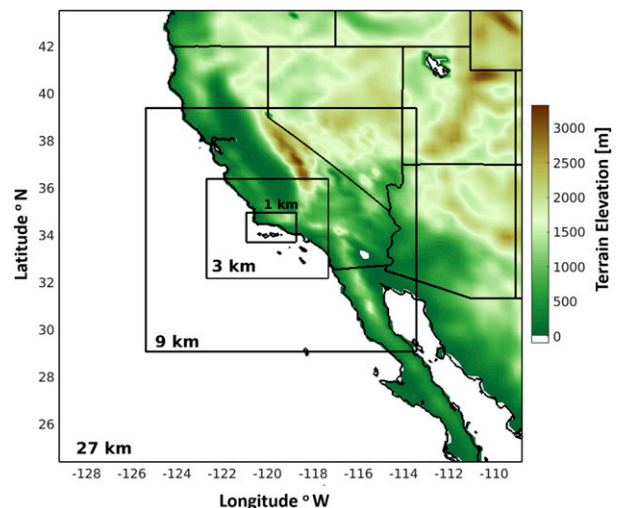 42
40
38
36
34
32
30
28
26
Latitude ° N
1 km
3 km
9 km
27 km
-128 -126 -124 -122 -120 -118 -116 -114 -112 -110
Longitude ° W
3000
2500
2000
1500
1000
500
0
Terrain Elevation [m]